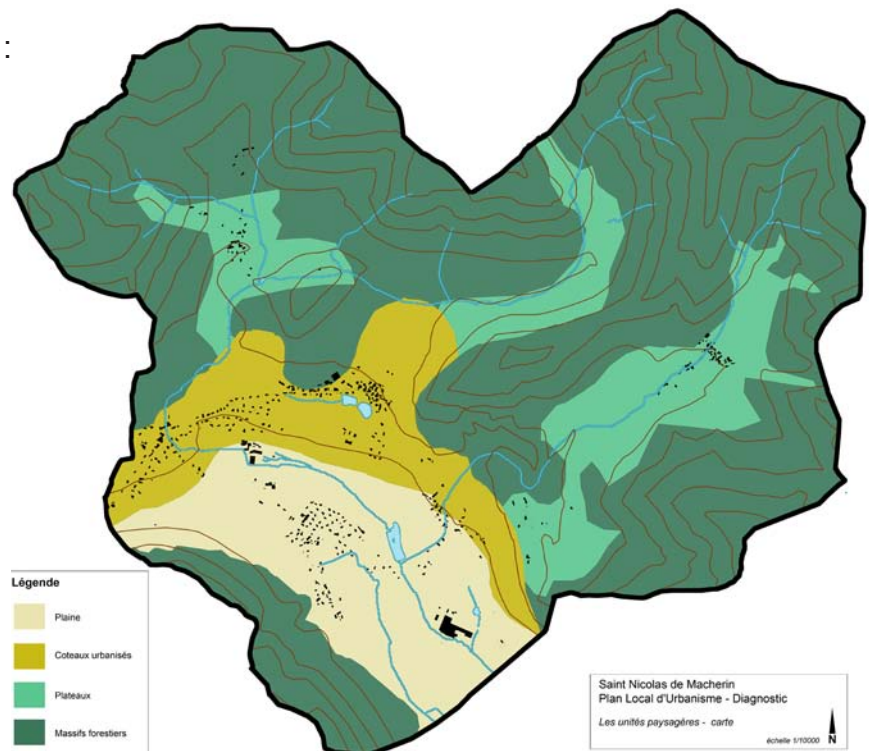 :
Légende
Plaine
Coteaux urbanisés
Plateaux
Massifs forestiers
Saint Nicolas de Macherin
Plan Local d'Urbanisme - Diagnostic
Les unités paysagères - carte
échelle 1/10000
N